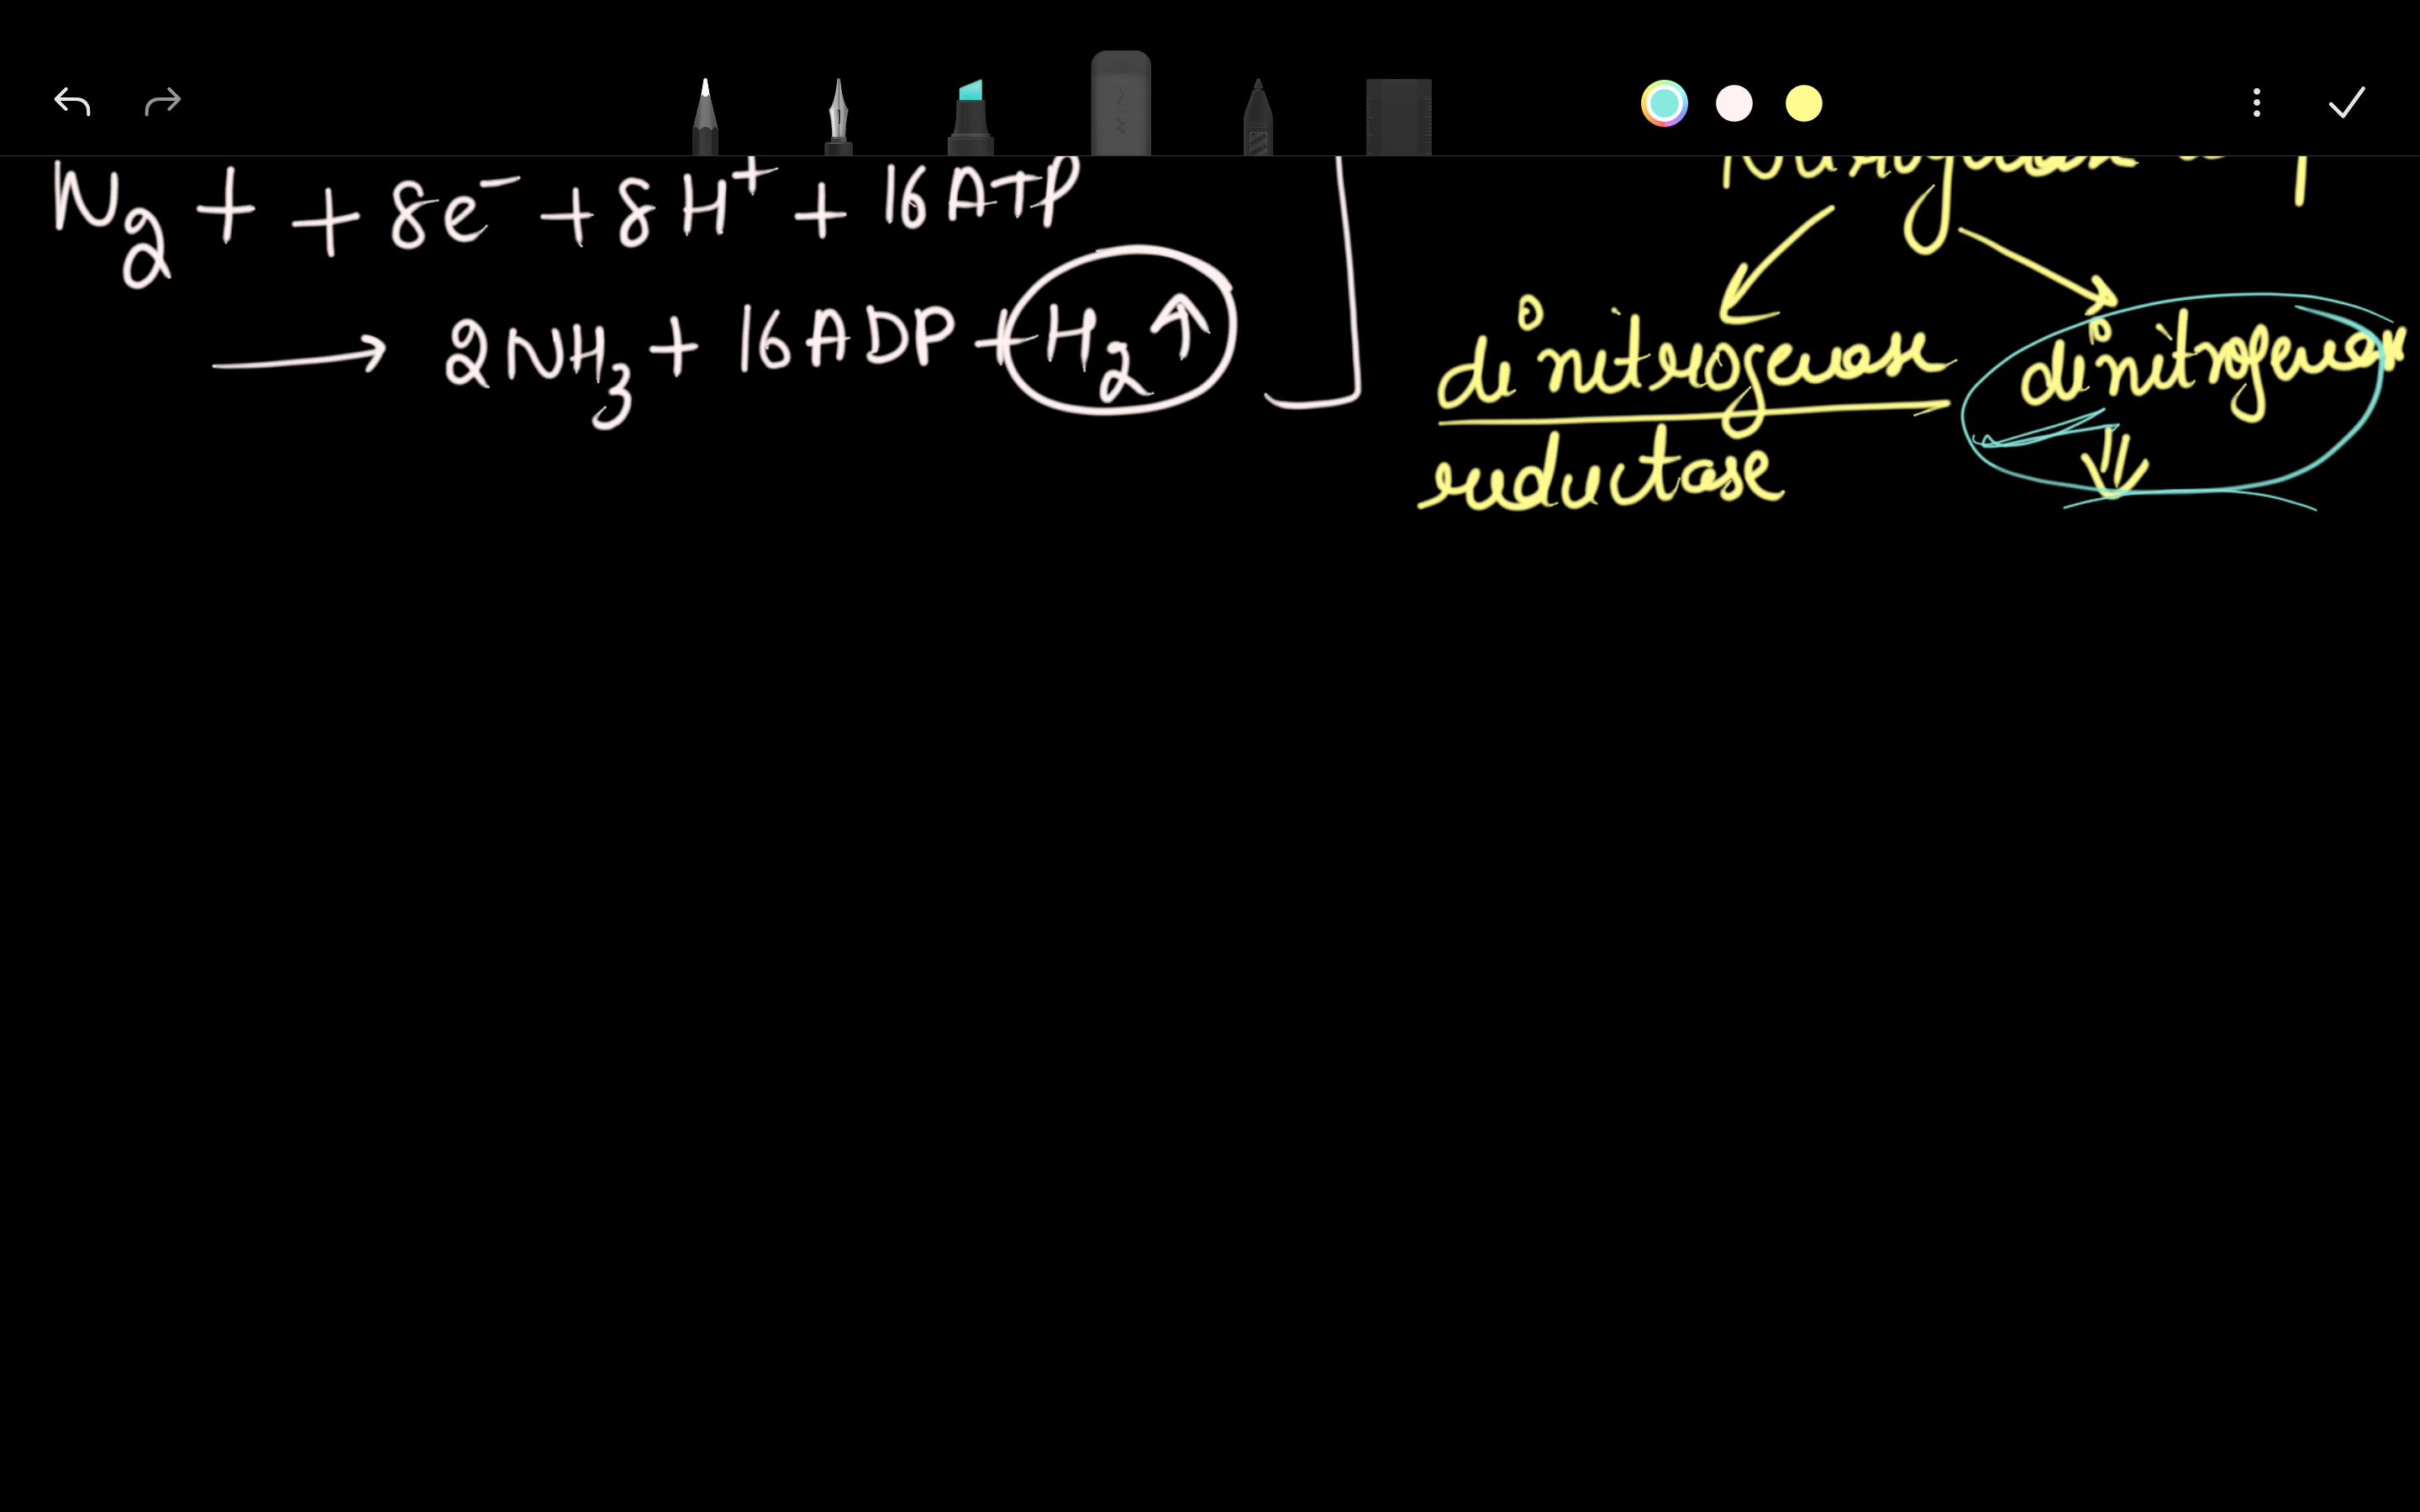 N2 + + 8e⁻ + 8H⁺ + 16ATP
→ 2NH3 + 16ADP + H2↑
dinitrogenase
reductase
dinitrogenase